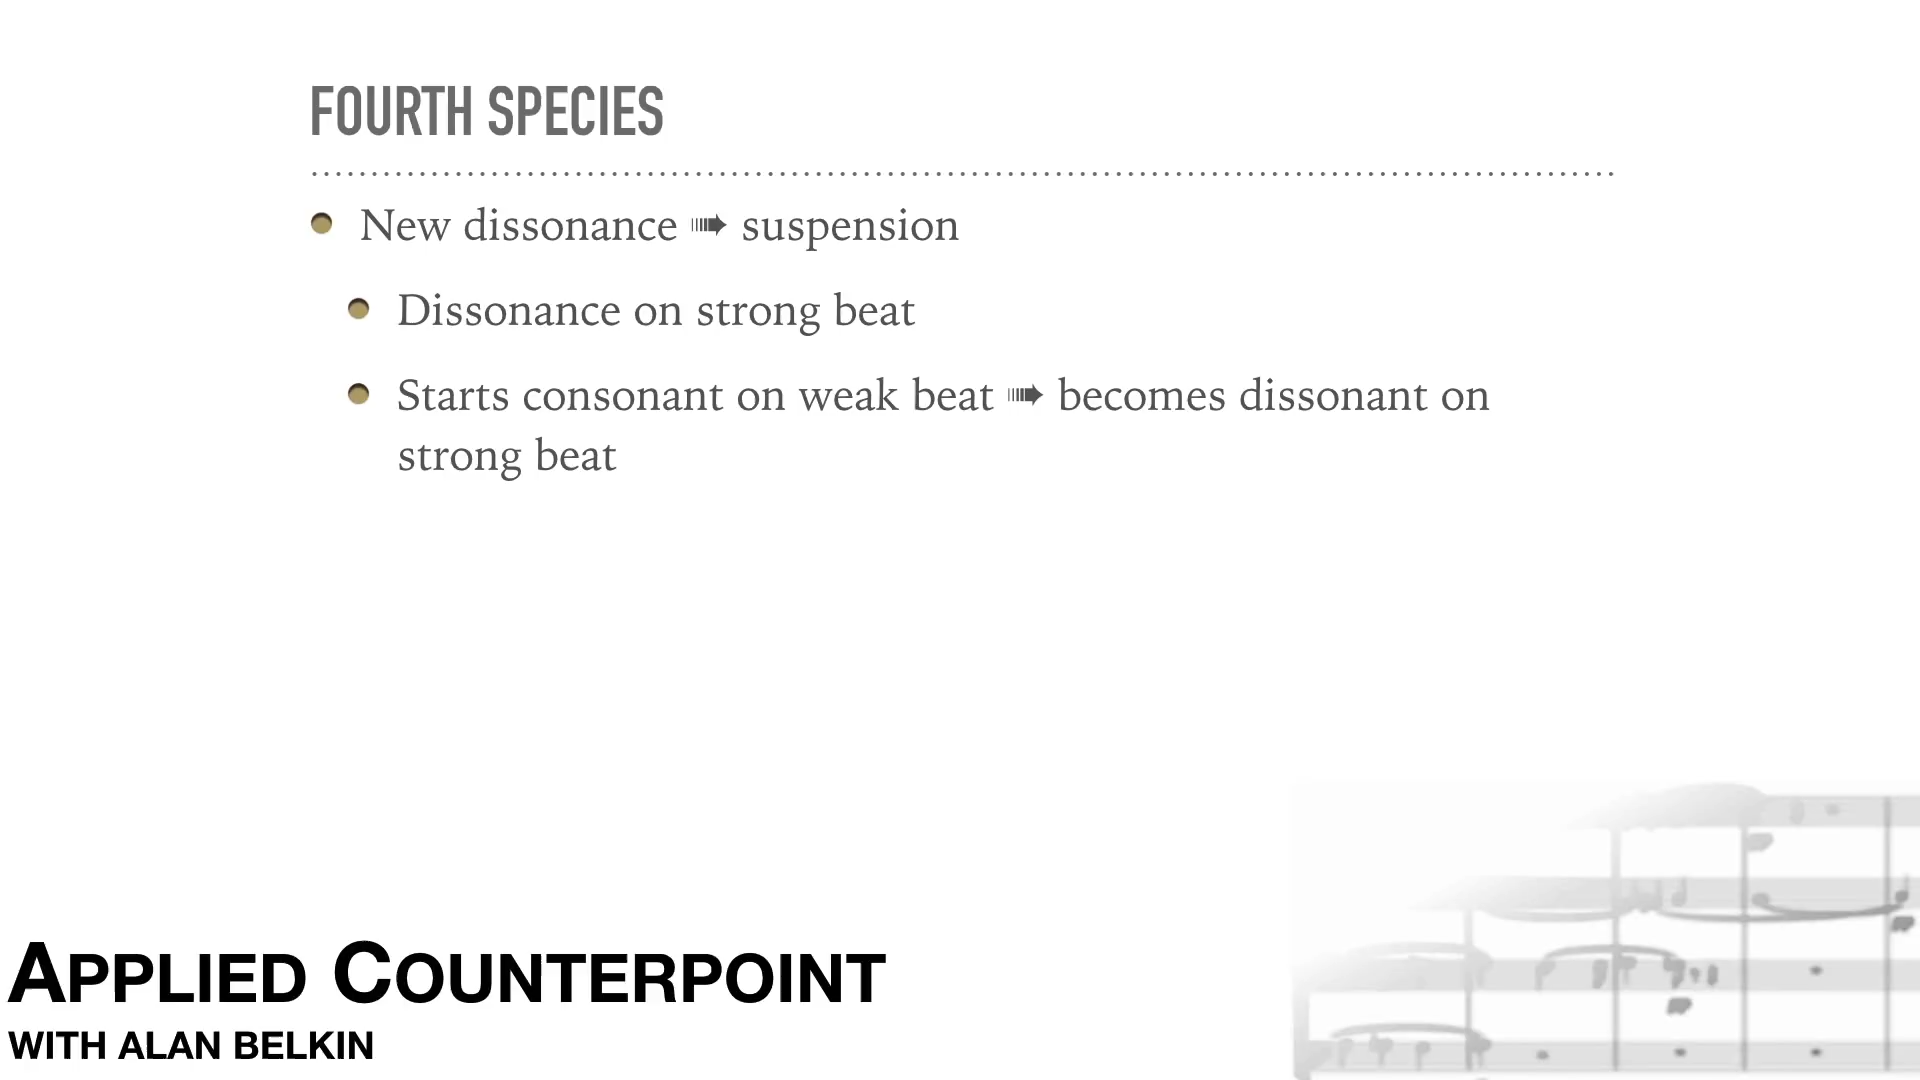 FOURTH SPECIES
New dissonance ➠ suspension
Dissonance on strong beat
Starts consonant on weak beat ➠ becomes dissonant on
strong beat
APPLIED COUNTERPOINT
WITH ALAN BELKIN